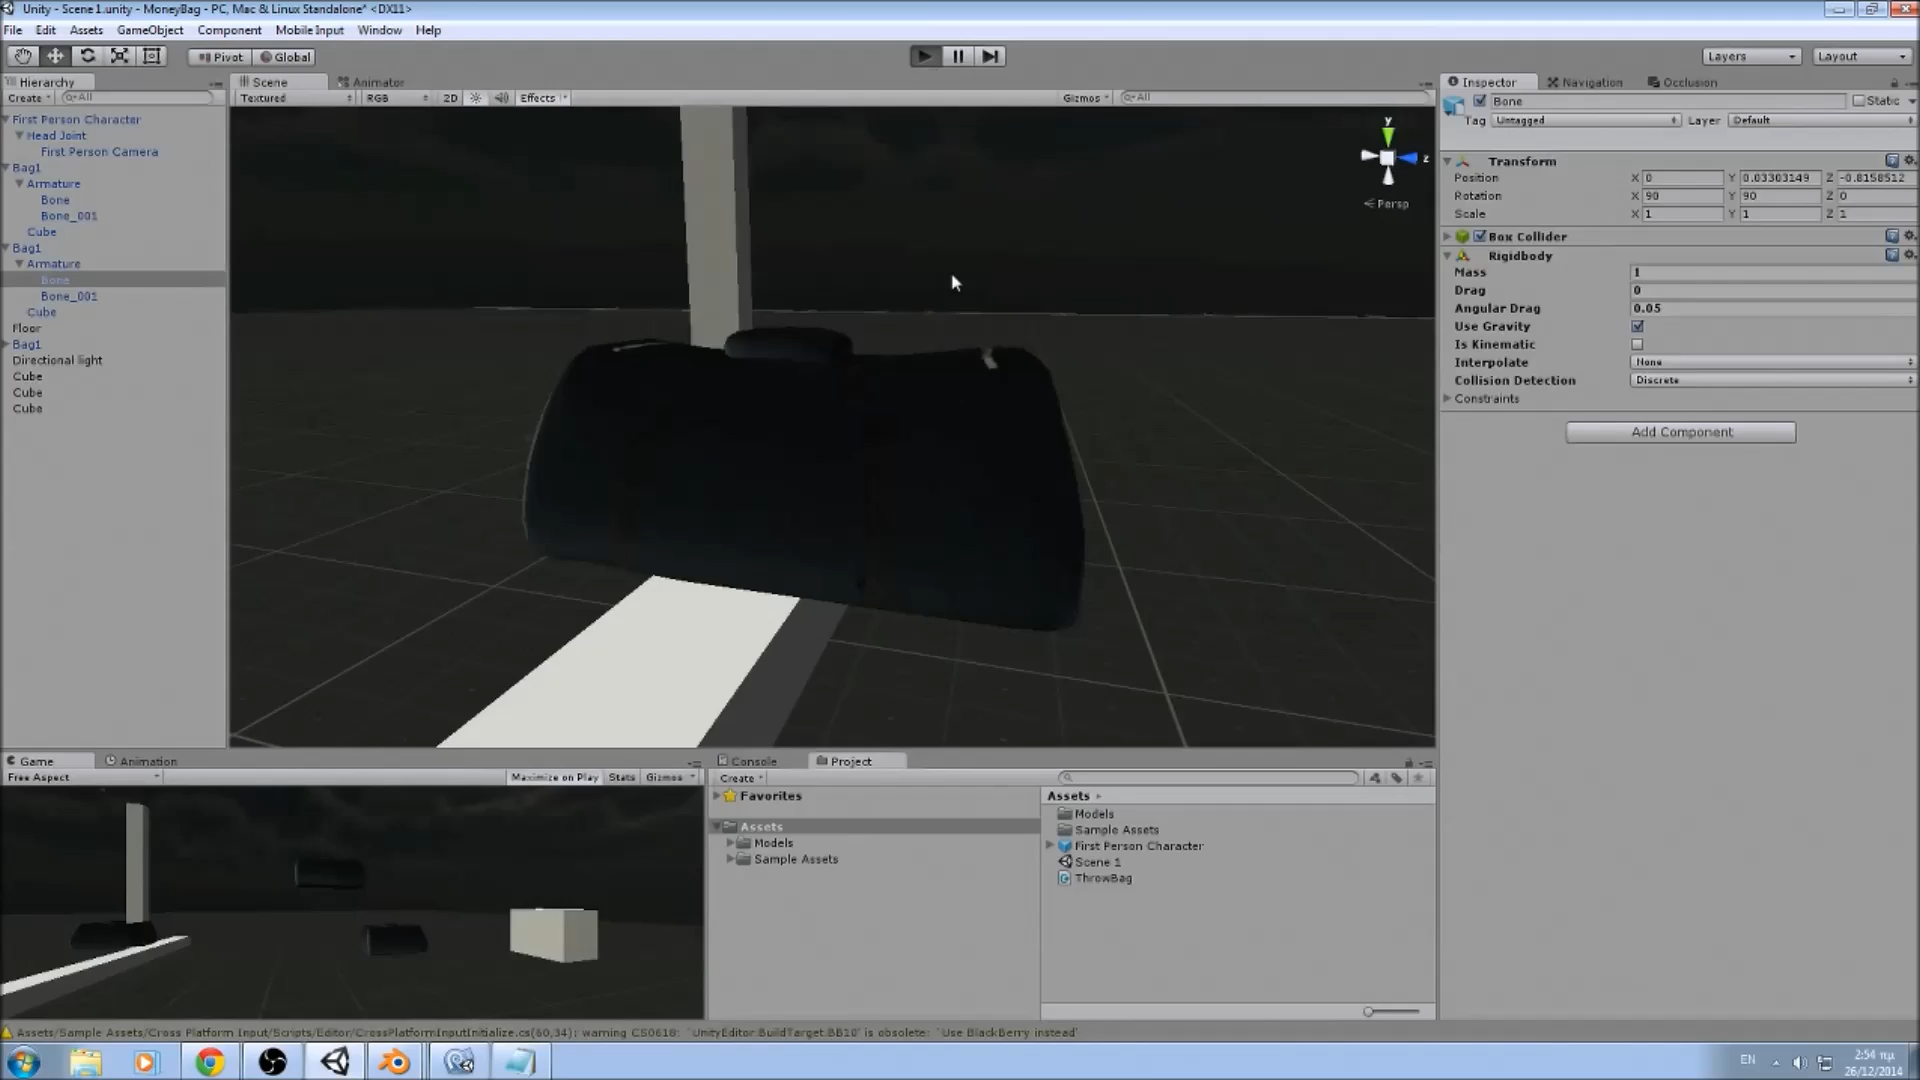 Unity - Scene 1.unity - MoneyBag - PC, Mac & Linux Standalone* <DX11>
File Edit Assets GameObject Component Mobile Input Window Help
Pivot Global Layers Layout
Hierarchy
Create All
First Person Character
Head Joint
First Person Camera
Bag1
Armature
Bone
Bone_001
Cube
Bag1
Armature
Bone
Bone_001
Cube
Floor
Bag1
Directional light
Cube
Cube
Cube
Scene Animator
Textured RGB 2D Effects Gizmos All
y
z
Persp
Inspector Navigation Occlusion
Bone Static
Tag Untagged Layer Default
Transform
Position X 0 Y 0.03303149 Z -0.8158512
Rotation X 90 Y 90 Z 0
Scale X 1 Y 1 Z 1
Box Collider
Rigidbody
Mass 1
Drag 0
Angular Drag 0.05
Use Gravity
Is Kinematic
Interpolate None
Collision Detection Discrete
Constraints
Add Component
Game Animation
Free Aspect Maximize on Play Stats Gizmos
Console Project
Create
Favorites
Assets
Models
Sample Assets
Assets
Models
Sample Assets
First Person Character
Scene 1
ThrowBag
Assets/Sample Assets/Cross Platform Input/Scripts/Editor/CrossPlatformInputInitialize.cs(60,34): warning CS0618: `UnityEditor.BuildTarget.BB10' is obsolete: `Use BlackBerry instead'
EN
2:54 πμ
26/12/2014